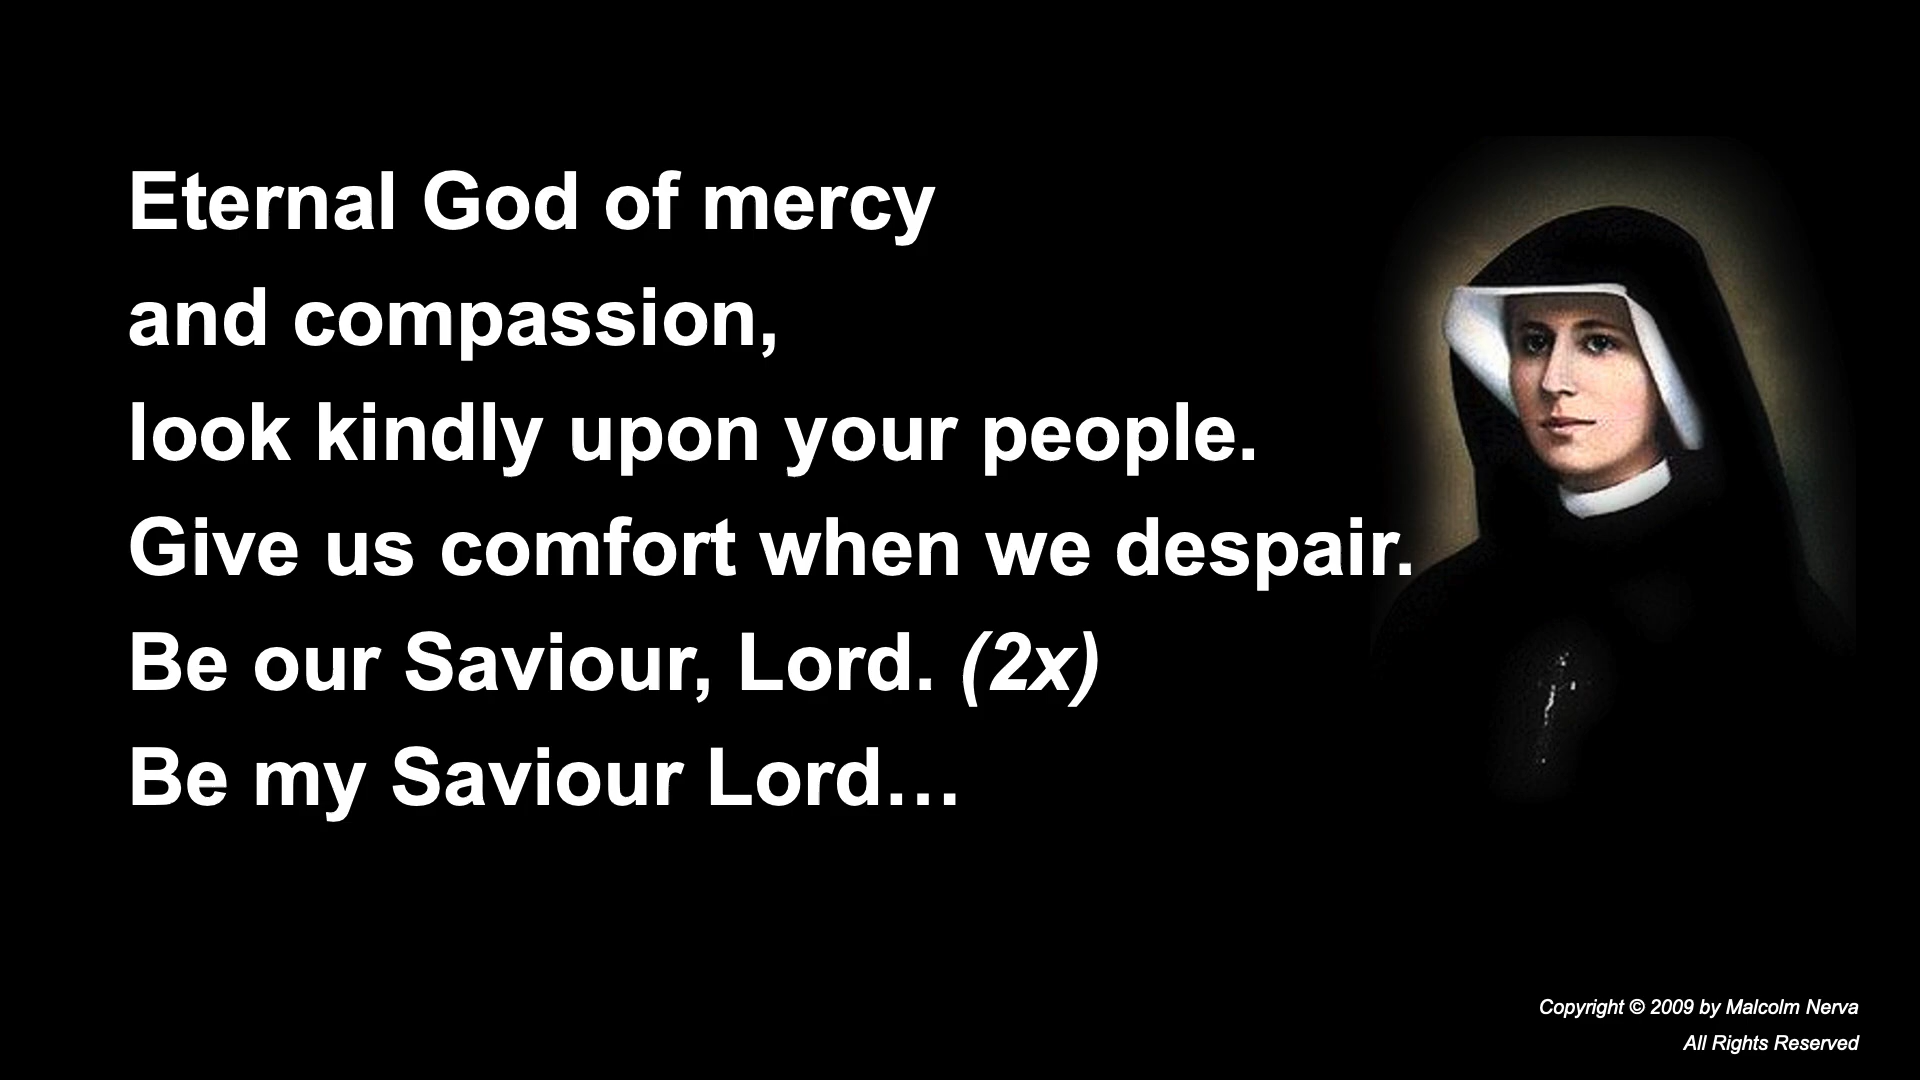 Eternal God of mercy
and compassion,
look kindly upon your people.
Give us comfort when we despair.
Be our Saviour, Lord. (2x)
Be my Saviour Lord…
Copyright © 2009 by Malcolm Nerva
All Rights Reserved